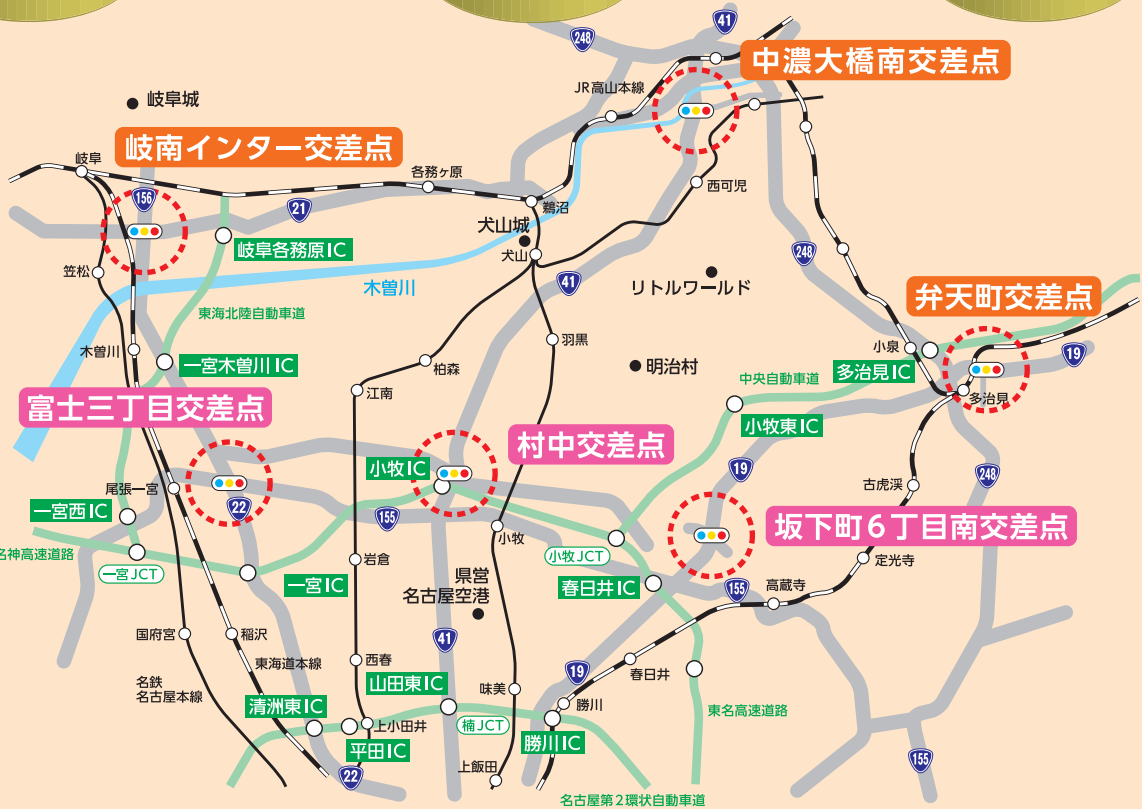 41
248
中濃大橋南交差点
JR高山本線
岐阜城
岐南インター交差点
岐阜
各務ヶ原
156
21
鵜沼
西可児
犬山城
犬山
岐阜各務原IC
248
笠松
木曽川
41
リトルワールド
弁天町交差点
東海北陸自動車道
木曽川
羽黒
小泉
19
一宮木曽川IC
柏森
明治村
中央自動車道
多治見IC
江南
多治見
富士三丁目交差点
小牧東IC
村中交差点
小牧IC
19
248
尾張一宮
22
古虎渓
一宮西IC
155
小牧
坂下町6丁目南交差点
名神高速道路
一宮JCT
岩倉
小牧JCT
定光寺
一宮IC
県営
名古屋空港
春日井IC
155
高蔵寺
国府宮
稲沢
41
東海道本線
西春
19
春日井
名鉄
名古屋本線
山田東IC
味美
清洲東IC
勝川
東名高速道路
上小田井
楠JCT
平田IC
勝川IC
155
22
上飯田
名古屋第2環状自動車道